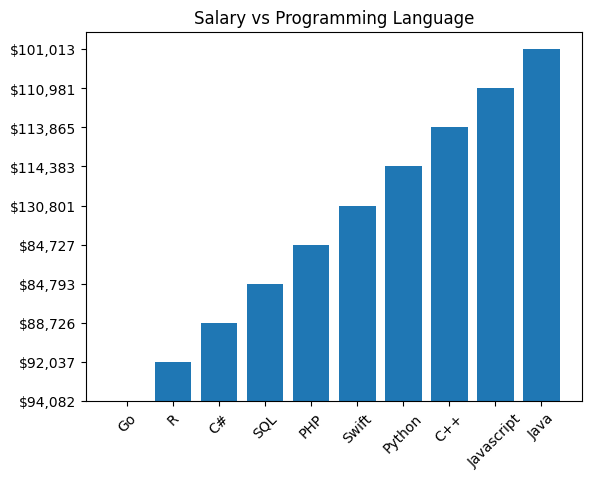 Salary vs Programming Language
$101,013
$110,981
$113,865
$114,383
$130,801
$84,727
$84,793
$88,726
$92,037
$94,082
Go
R
C#
SQL
PHP
Swift
Python
C++
Javascript
Java